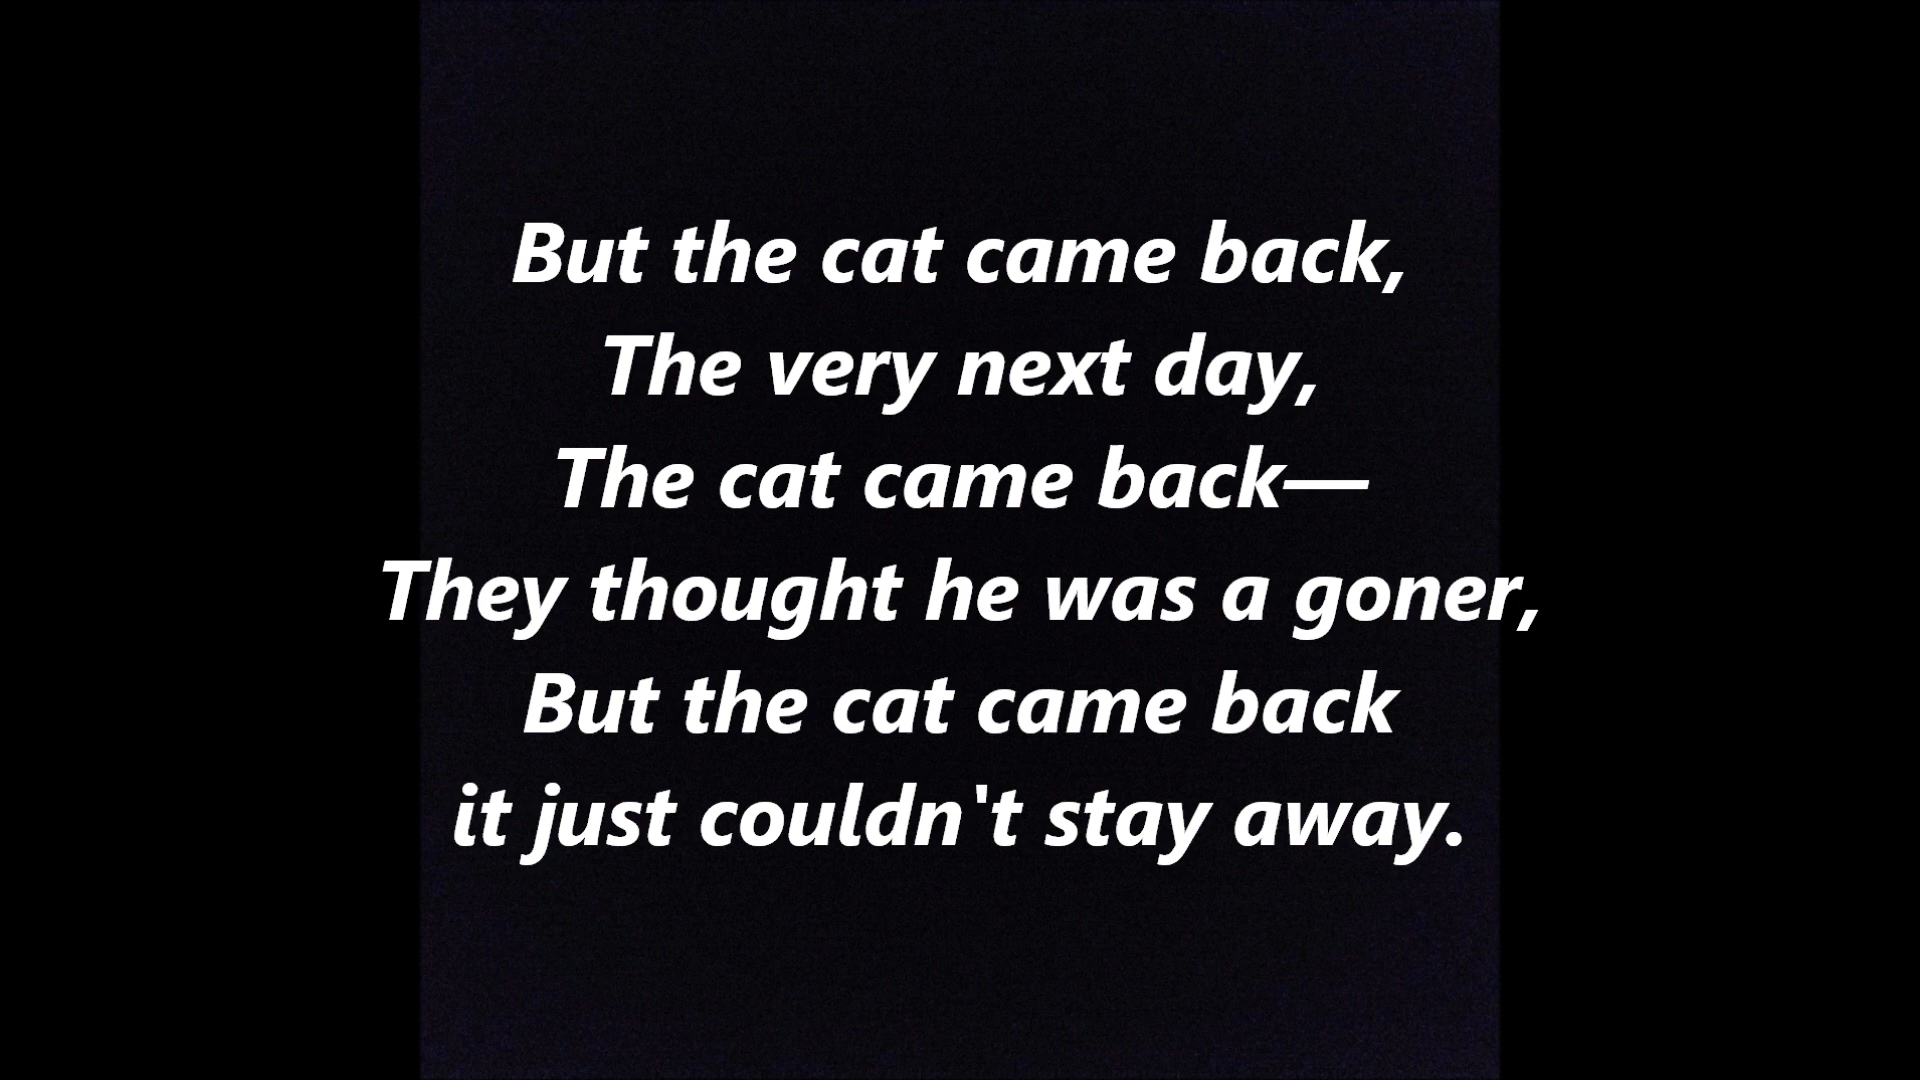 But the cat came back,
The very next day,
The cat came back—
They thought he was a goner,
But the cat came back
it just couldn't stay away.